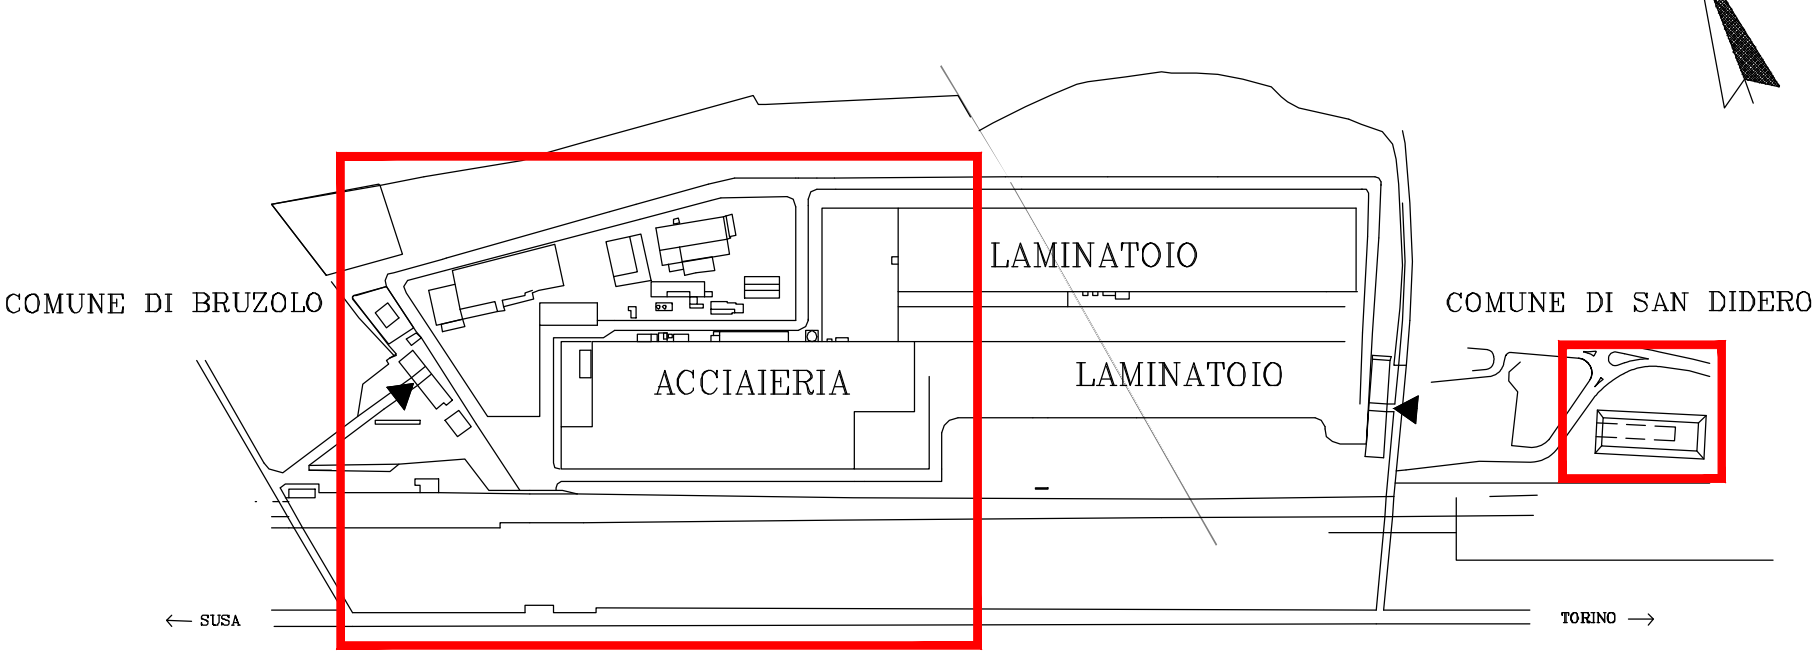 LAMINATOIO
COMUNE DI BRUZOLO
COMUNE DI SAN DIDERO
ACCIAIERIA
LAMINATOIO
← SUSA
TORINO →